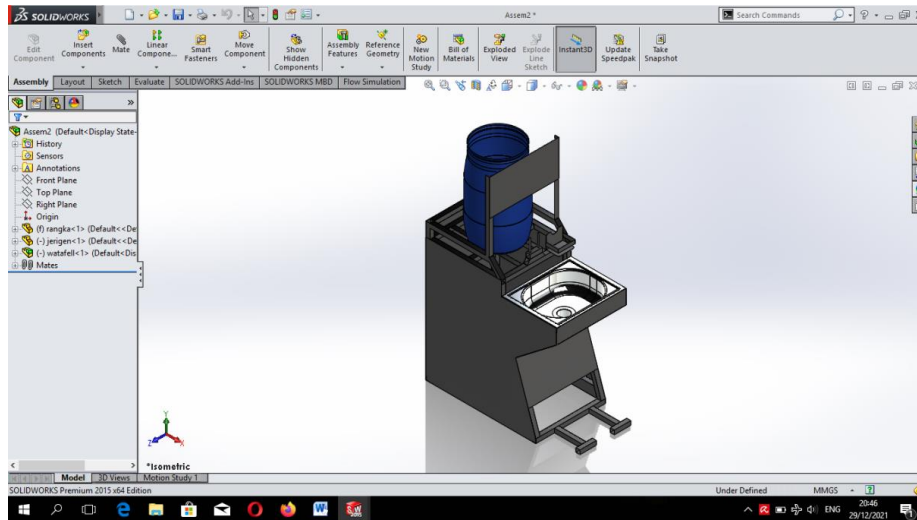 SOLIDWORKS
Assem2 *
Search Commands
Edit Component
Insert Components
Mate
Linear Compone...
Smart Fasteners
Move Component
Show Hidden Components
Assembly Features
Reference Geometry
New Motion Study
Bill of Materials
Exploded View
Explode Line Sketch
Instant3D
Update Speedpak
Take Snapshot
Assembly Layout Sketch Evaluate SOLIDWORKS Add-Ins SOLIDWORKS MBD Flow Simulation
Assem2 (Default<Display State-
History
Sensors
Annotations
Front Plane
Top Plane
Right Plane
Origin
(f) rangka<1> (Default<<De
(-) jerigen<1> (Default<<De
(-) watafell<1> (Default<Dis
Mates
Y
Z X
*Isometric
Model 3D Views Motion Study 1
SOLIDWORKS Premium 2015 x64 Edition
Under Defined MMGS
ENG
20:46
29/12/2021